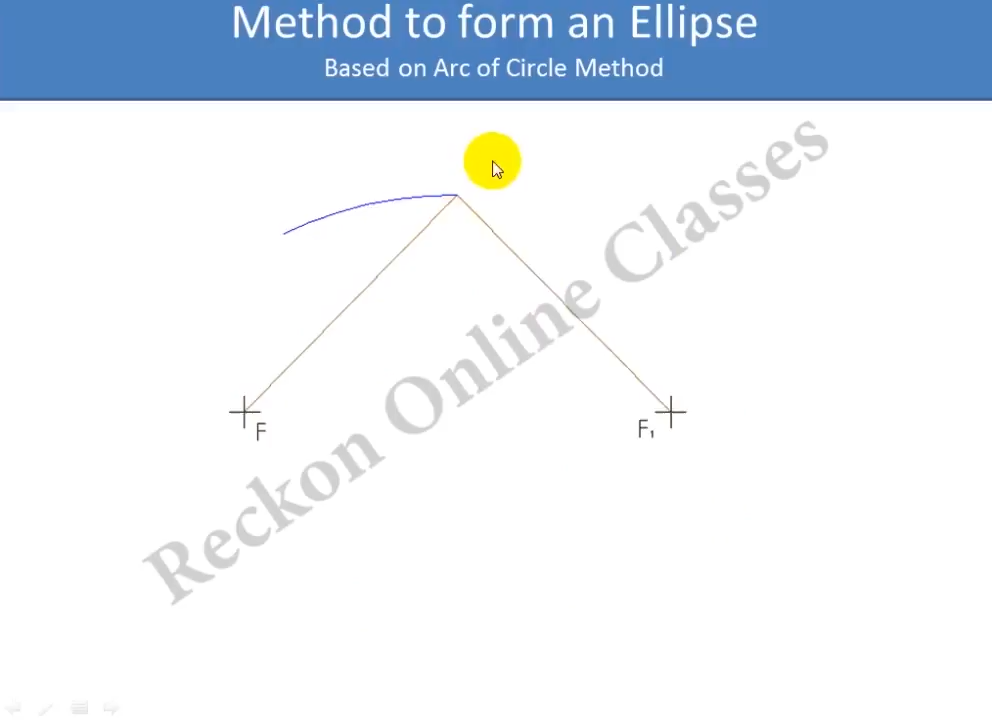 Method to form an Ellipse
Based on Arc of Circle Method
Reckon Online Classes
F
F₁